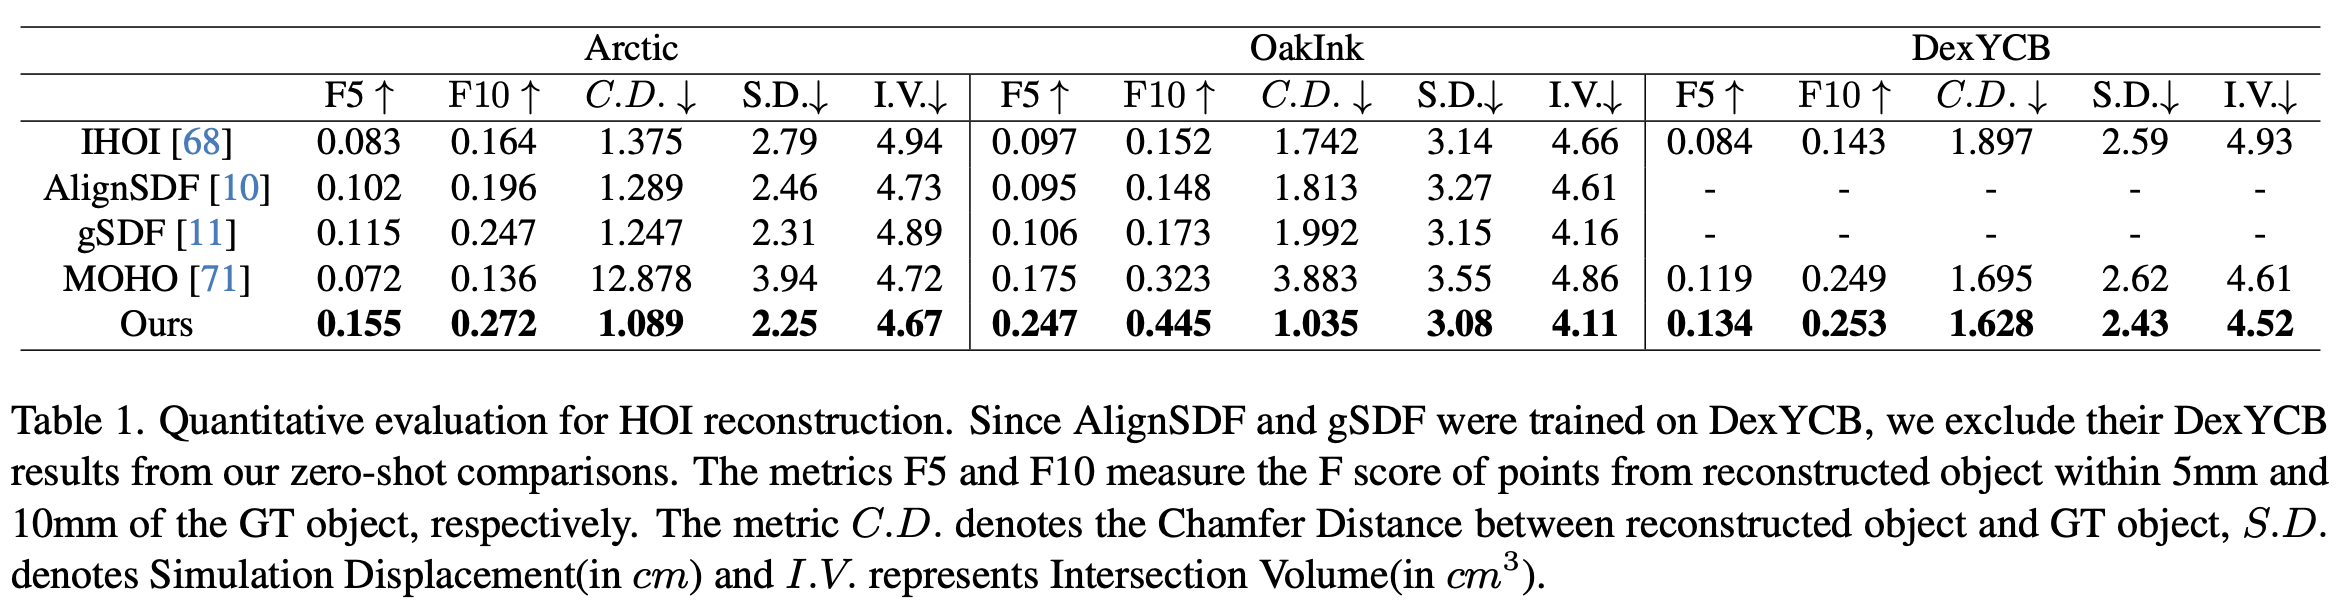 Arctic OakInk DexYCB
F5 ↑ F10 ↑ C.D. ↓ S.D.↓ I.V.↓ F5 ↑ F10 ↑ C.D. ↓ S.D.↓ I.V.↓ F5 ↑ F10 ↑ C.D. ↓ S.D.↓ I.V.↓
IHOI [68] 0.083 0.164 1.375 2.79 4.94 0.097 0.152 1.742 3.14 4.66 0.084 0.143 1.897 2.59 4.93
AlignSDF [10] 0.102 0.196 1.289 2.46 4.73 0.095 0.148 1.813 3.27 4.61 - - - - -
gSDF [11] 0.115 0.247 1.247 2.31 4.89 0.106 0.173 1.992 3.15 4.16 - - - - -
MOHO [71] 0.072 0.136 12.878 3.94 4.72 0.175 0.323 3.883 3.55 4.86 0.119 0.249 1.695 2.62 4.61
Ours 0.155 0.272 1.089 2.25 4.67 0.247 0.445 1.035 3.08 4.11 0.134 0.253 1.628 2.43 4.52
Table 1. Quantitative evaluation for HOI reconstruction. Since AlignSDF and gSDF were trained on DexYCB, we exclude their DexYCB
results from our zero-shot comparisons. The metrics F5 and F10 measure the F score of points from reconstructed object within 5mm and
10mm of the GT object, respectively. The metric C.D. denotes the Chamfer Distance between reconstructed object and GT object, S.D.
denotes Simulation Displacement(in cm) and I.V. represents Intersection Volume(in cm³).